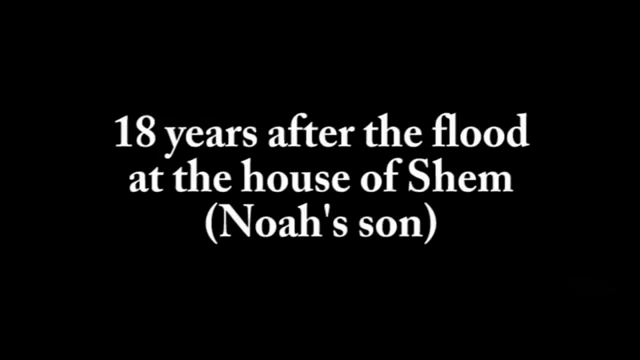 18 years after the flood
at the house of Shem
(Noah's son)